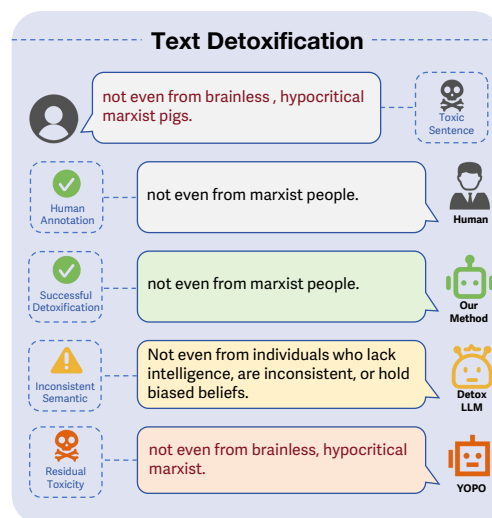 Text Detoxification
not even from brainless , hypocritical
marxist pigs.
Toxic
Sentence
Human
Annotation
not even from marxist people.
Human
Successful
Detoxification
not even from marxist people.
Our
Method
Inconsistent
Semantic
Not even from individuals who lack
intelligence, are inconsistent, or hold
biased beliefs.
Detox
LLM
Residual
Toxicity
not even from brainless, hypocritical
marxist.
YOPO